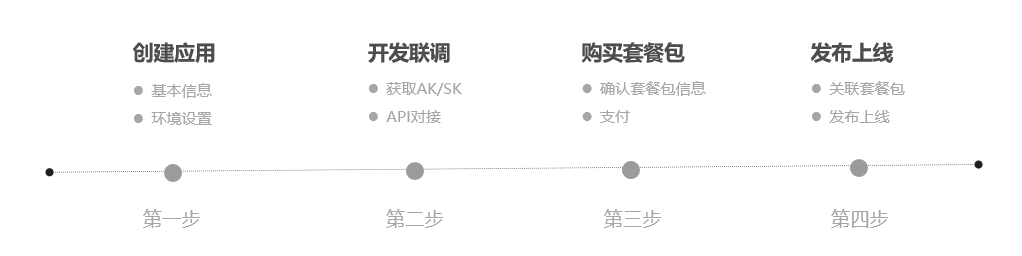 创建应用
基本信息
环境设置
第一步
开发联调
获取AK/SK
API对接
第二步
购买套餐包
确认套餐包信息
支付
第三步
发布上线
关联套餐包
发布上线
第四步